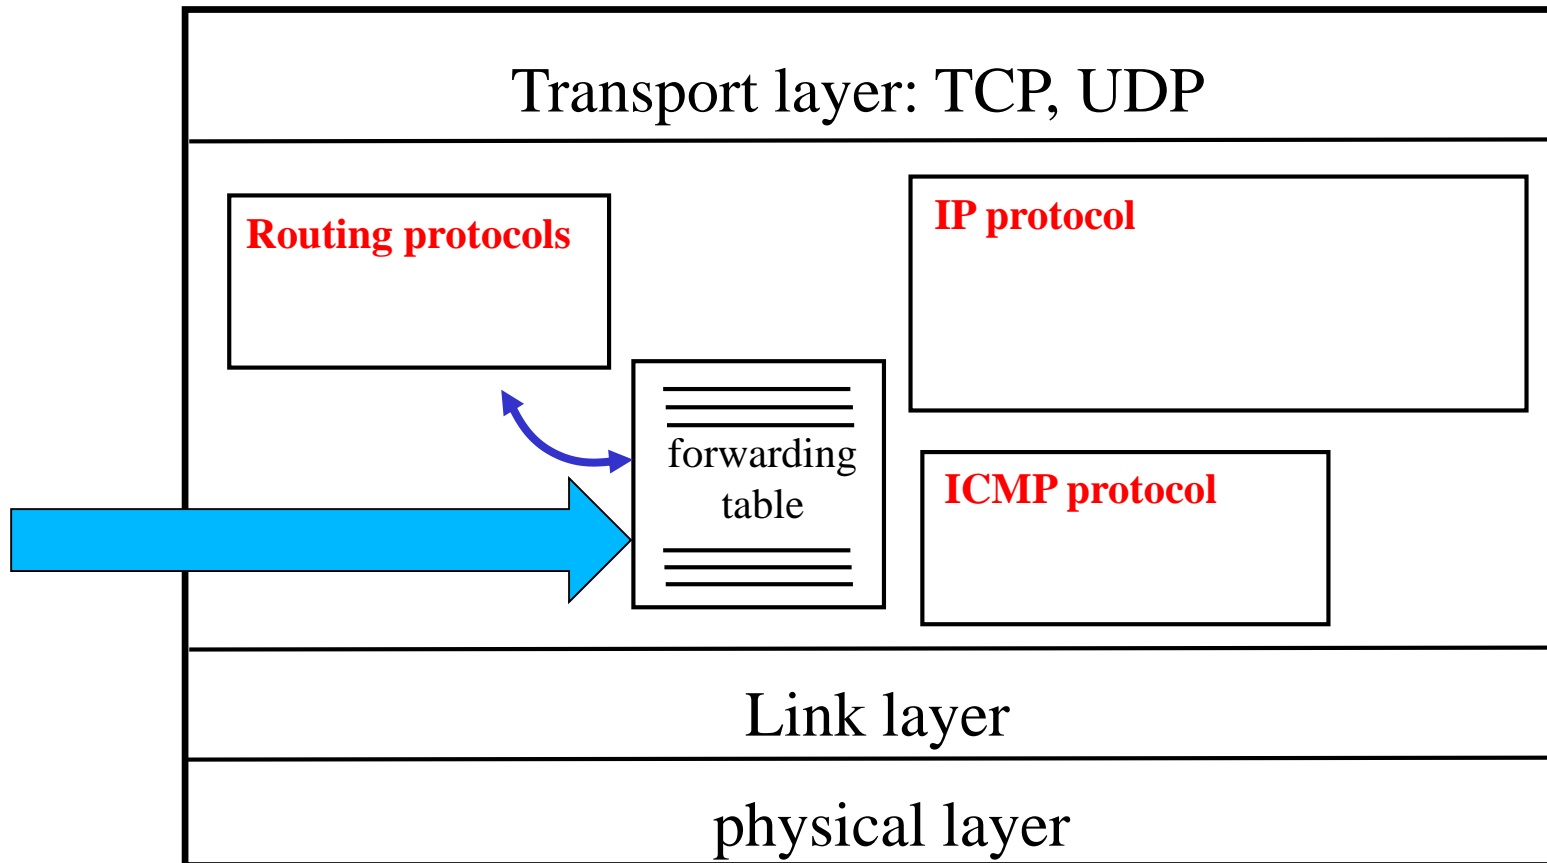 Transport layer: TCP, UDP
Routing protocols
IP protocol
forwarding
table
ICMP protocol
Link layer
physical layer